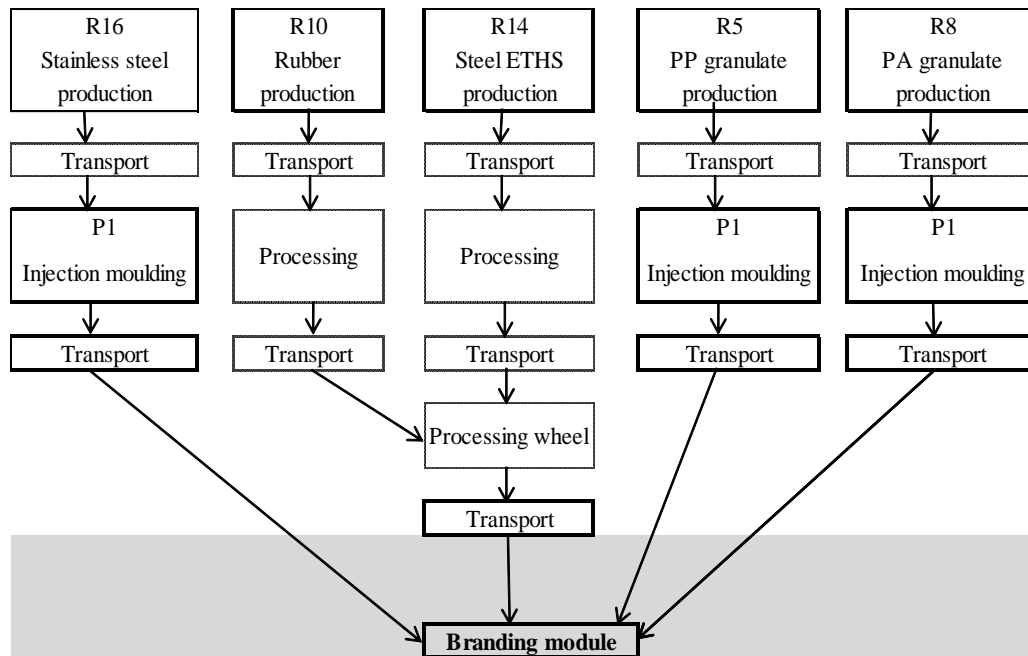 R16
Stainless steel
production
R10
Rubber
production
R14
Steel ETHS
production
R5
PP granulate
production
R8
PA granulate
production
Transport
Transport
Transport
Transport
Transport
P1
Injection moulding
Processing
Processing
P1
Injection moulding
P1
Injection moulding
Transport
Transport
Transport
Transport
Transport
Processing wheel
Transport
Branding module